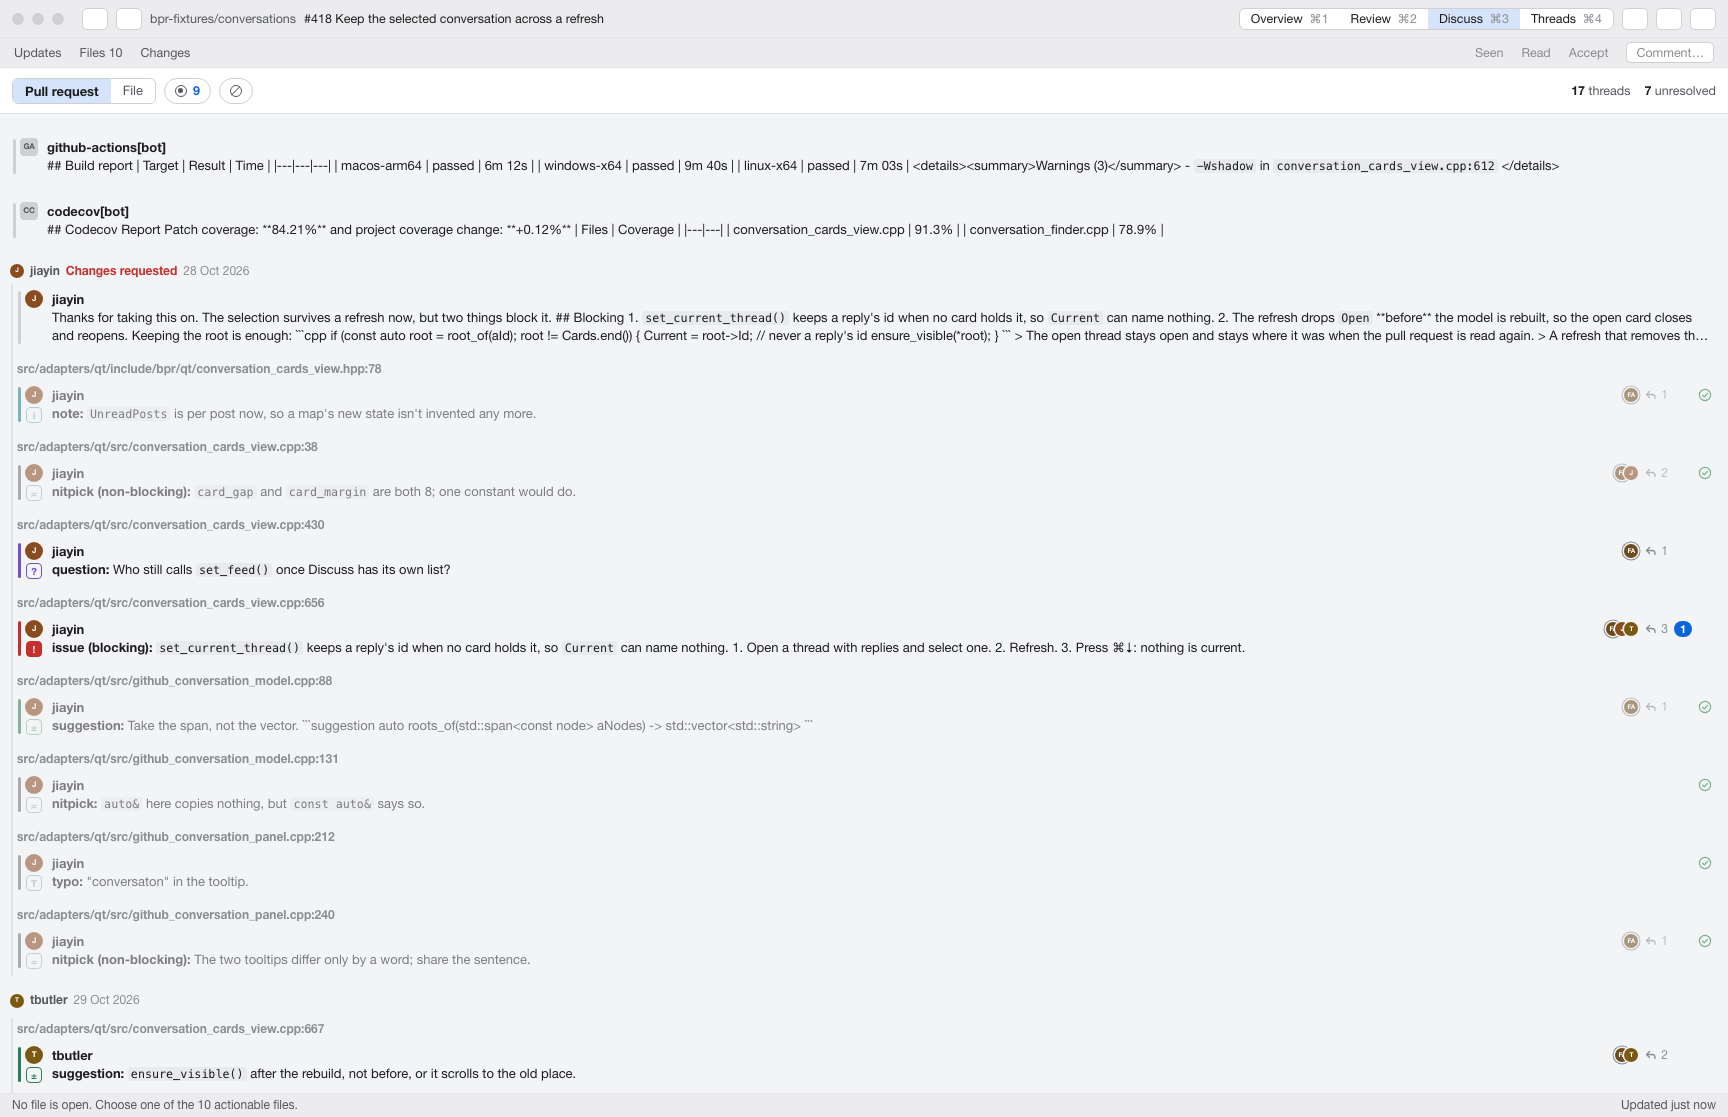 bpr-fixtures/conversations #418 Keep the selected conversation across a refresh
Overview ⌘1 Review ⌘2 Discuss ⌘3 Threads ⌘4
Updates Files 10 Changes
Seen Read Accept Comment…
Pull request File 9
17 threads 7 unresolved
GA github-actions[bot]
## Build report | Target | Result | Time | |---|---|---| | macos-arm64 | passed | 6m 12s | | windows-x64 | passed | 9m 40s | | linux-x64 | passed | 7m 03s | <details><summary>Warnings (3)</summary> - -Wshadow in conversation_cards_view.cpp:612 </details>
CC codecov[bot]
## Codecov Report Patch coverage: **84.21%** and project coverage change: **+0.12%** | Files | Coverage | |---|---| | conversation_cards_view.cpp | 91.3% | | conversation_finder.cpp | 78.9% |
J jiayin Changes requested 28 Oct 2026
J jiayin
Thanks for taking this on. The selection survives a refresh now, but two things block it. ## Blocking 1. set_current_thread() keeps a reply's id when no card holds it, so Current can name nothing. 2. The refresh drops Open **before** the model is rebuilt, so the open card closes
and reopens. Keeping the root is enough: ```cpp if (const auto root = root_of(aId); root != Cards.end()) { Current = root->Id; // never a reply's id ensure_visible(*root); } ``` > The open thread stays open and stays where it was when the pull request is read again. > A refresh that removes th…
src/adapters/qt/include/bpr/qt/conversation_cards_view.hpp:78
J jiayin FA 1
note: UnreadPosts is per post now, so a map's new state isn't invented any more.
src/adapters/qt/src/conversation_cards_view.cpp:38
J jiayin F J 2
nitpick (non-blocking): card_gap and card_margin are both 8; one constant would do.
src/adapters/qt/src/conversation_cards_view.cpp:430
J jiayin FA 1
? question: Who still calls set_feed() once Discuss has its own list?
src/adapters/qt/src/conversation_cards_view.cpp:656
J jiayin F J T 3 1
! issue (blocking): set_current_thread() keeps a reply's id when no card holds it, so Current can name nothing. 1. Open a thread with replies and select one. 2. Refresh. 3. Press ⌘↓: nothing is current.
src/adapters/qt/src/github_conversation_model.cpp:88
J jiayin FA 1
± suggestion: Take the span, not the vector. ```suggestion auto roots_of(std::span<const node> aNodes) -> std::vector<std::string> ```
src/adapters/qt/src/github_conversation_model.cpp:131
J jiayin
nitpick: auto& here copies nothing, but const auto& says so.
src/adapters/qt/src/github_conversation_panel.cpp:212
J jiayin
T typo: "conversaton" in the tooltip.
src/adapters/qt/src/github_conversation_panel.cpp:240
J jiayin FA 1
nitpick (non-blocking): The two tooltips differ only by a word; share the sentence.
T tbutler 29 Oct 2026
src/adapters/qt/src/conversation_cards_view.cpp:667
T tbutler F T 2
± suggestion: ensure_visible() after the rebuild, not before, or it scrolls to the old place.
No file is open. Choose one of the 10 actionable files.
Updated just now